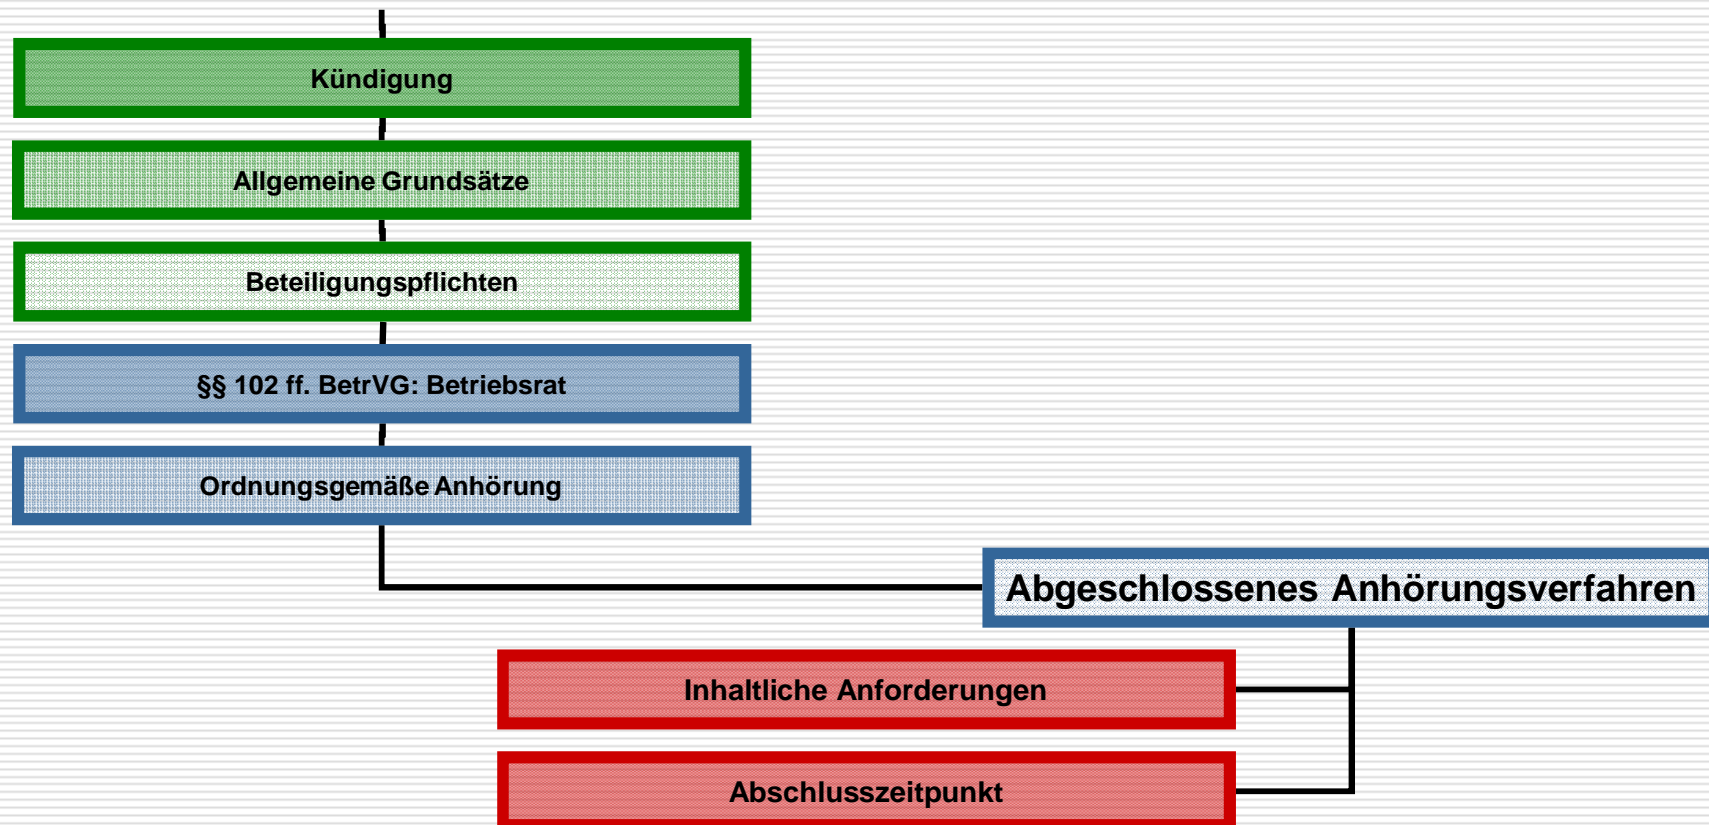 Kündigung
Allgemeine Grundsätze
Beteiligungspflichten
§§ 102 ff. BetrVG: Betriebsrat
Ordnungsgemäße Anhörung
Abgeschlossenes Anhörungsverfahren
Inhaltliche Anforderungen
Abschlusszeitpunkt